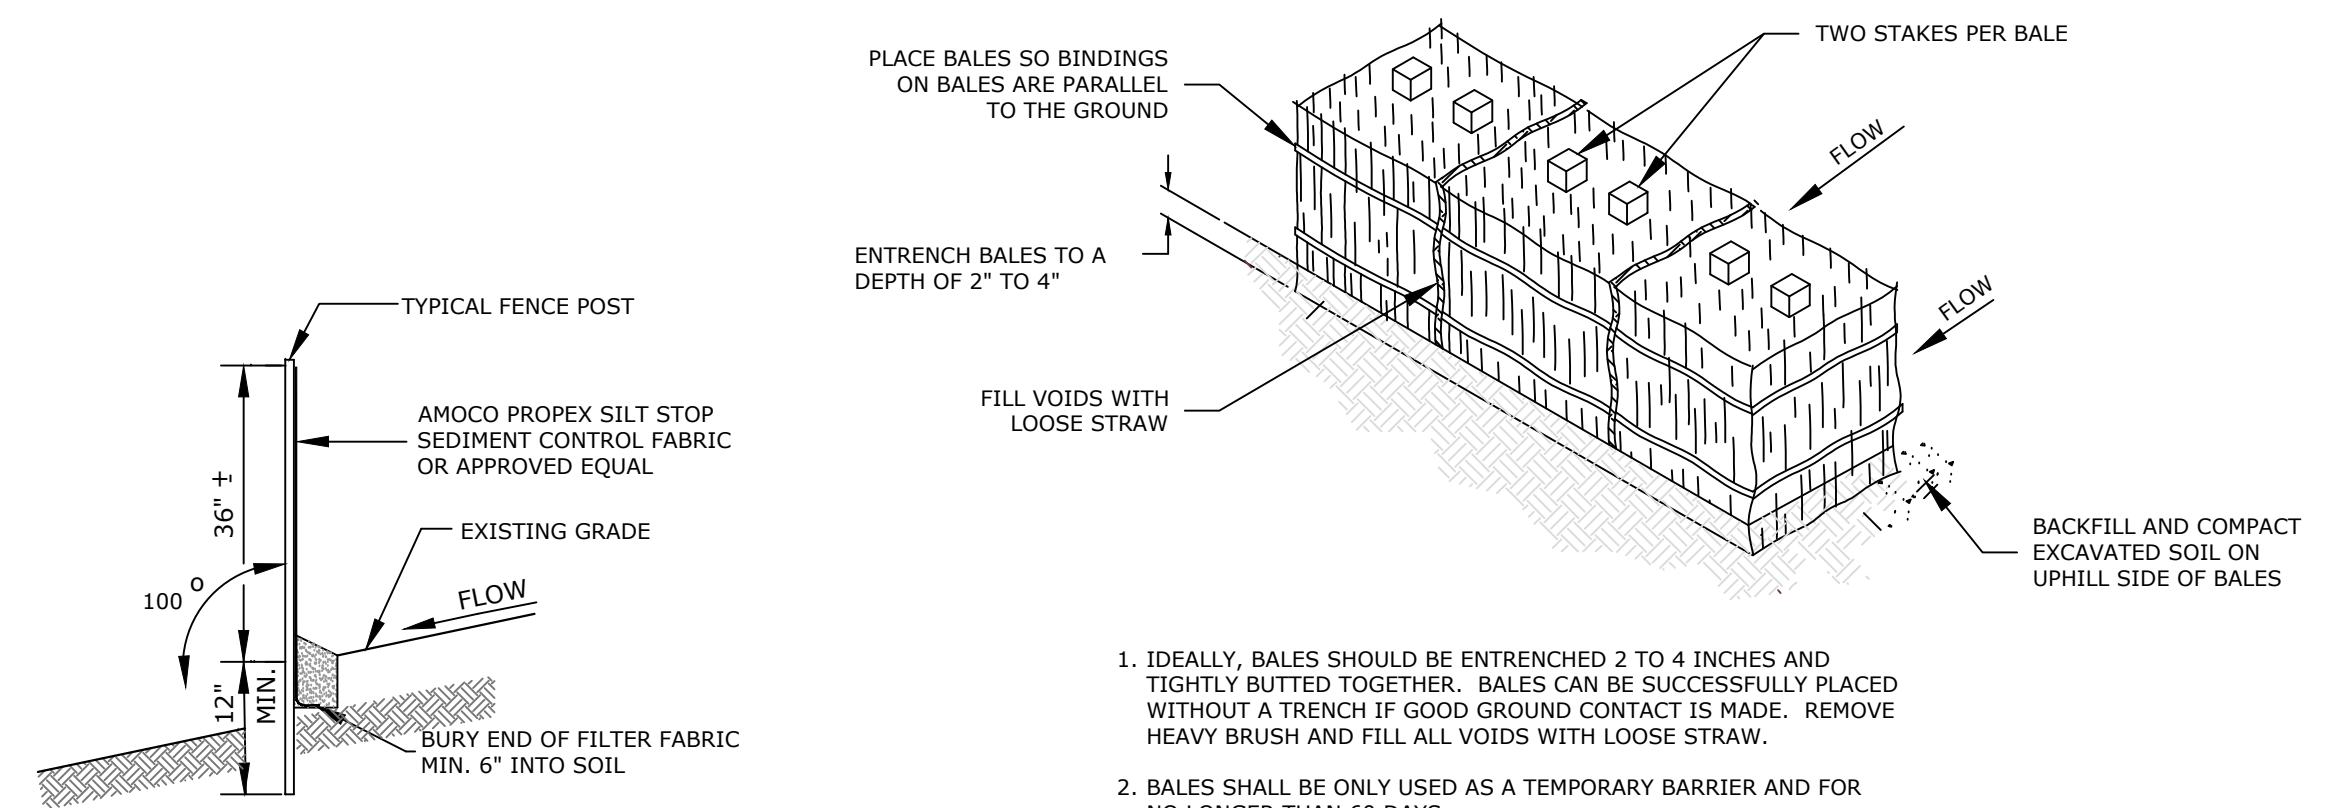 TYPICAL FENCE POST
AMOCO PROPEX SILT STOP
SEDIMENT CONTROL FABRIC
OR APPROVED EQUAL
36" ±
EXISTING GRADE
100 o
FLOW
12"
MIN.
BURY END OF FILTER FABRIC
MIN. 6" INTO SOIL
PLACE BALES SO BINDINGS
ON BALES ARE PARALLEL
TO THE GROUND
TWO STAKES PER BALE
FLOW
ENTRENCH BALES TO A
DEPTH OF 2" TO 4"
FLOW
FILL VOIDS WITH
LOOSE STRAW
BACKFILL AND COMPACT
EXCAVATED SOIL ON
UPHILL SIDE OF BALES
1. IDEALLY, BALES SHOULD BE ENTRENCHED 2 TO 4 INCHES AND
TIGHTLY BUTTED TOGETHER. BALES CAN BE SUCCESSFULLY PLACED
WITHOUT A TRENCH IF GOOD GROUND CONTACT IS MADE. REMOVE
HEAVY BRUSH AND FILL ALL VOIDS WITH LOOSE STRAW.
2. BALES SHALL BE ONLY USED AS A TEMPORARY BARRIER AND FOR
NO LONGER THAN 60 DAYS